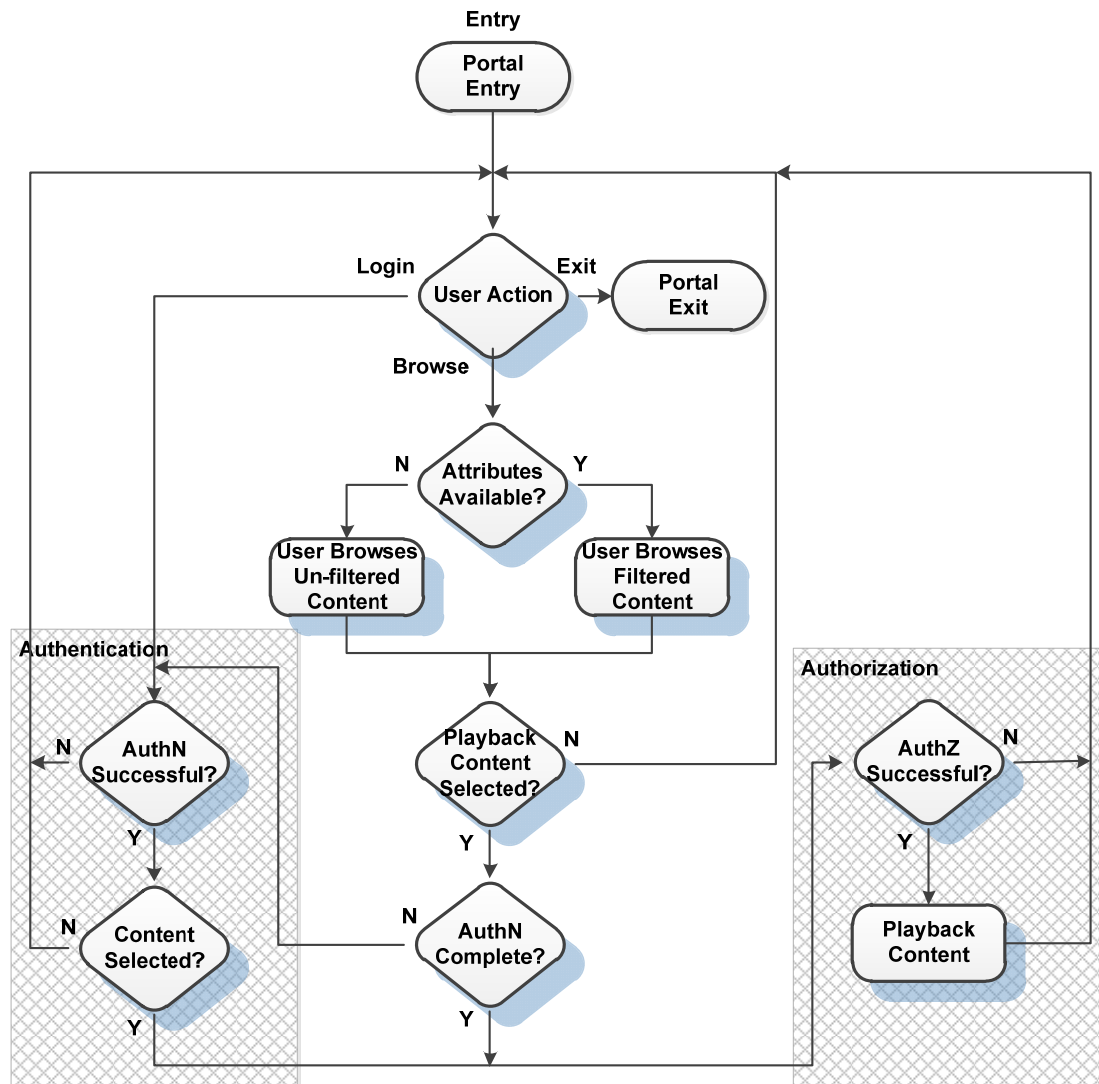 Entry
Portal
Entry
Login
Exit
User Action
Portal
Exit
Browse
N
Attributes
Available?
Y
User Browses
Un-filtered
Content
User Browses
Filtered
Content
Authentication
Authorization
N
AuthN
Successful?
Y
Playback
Content
Selected?
N
Y
AuthZ
Successful?
N
Y
N
Content
Selected?
Y
N
AuthN
Complete?
Y
Playback
Content